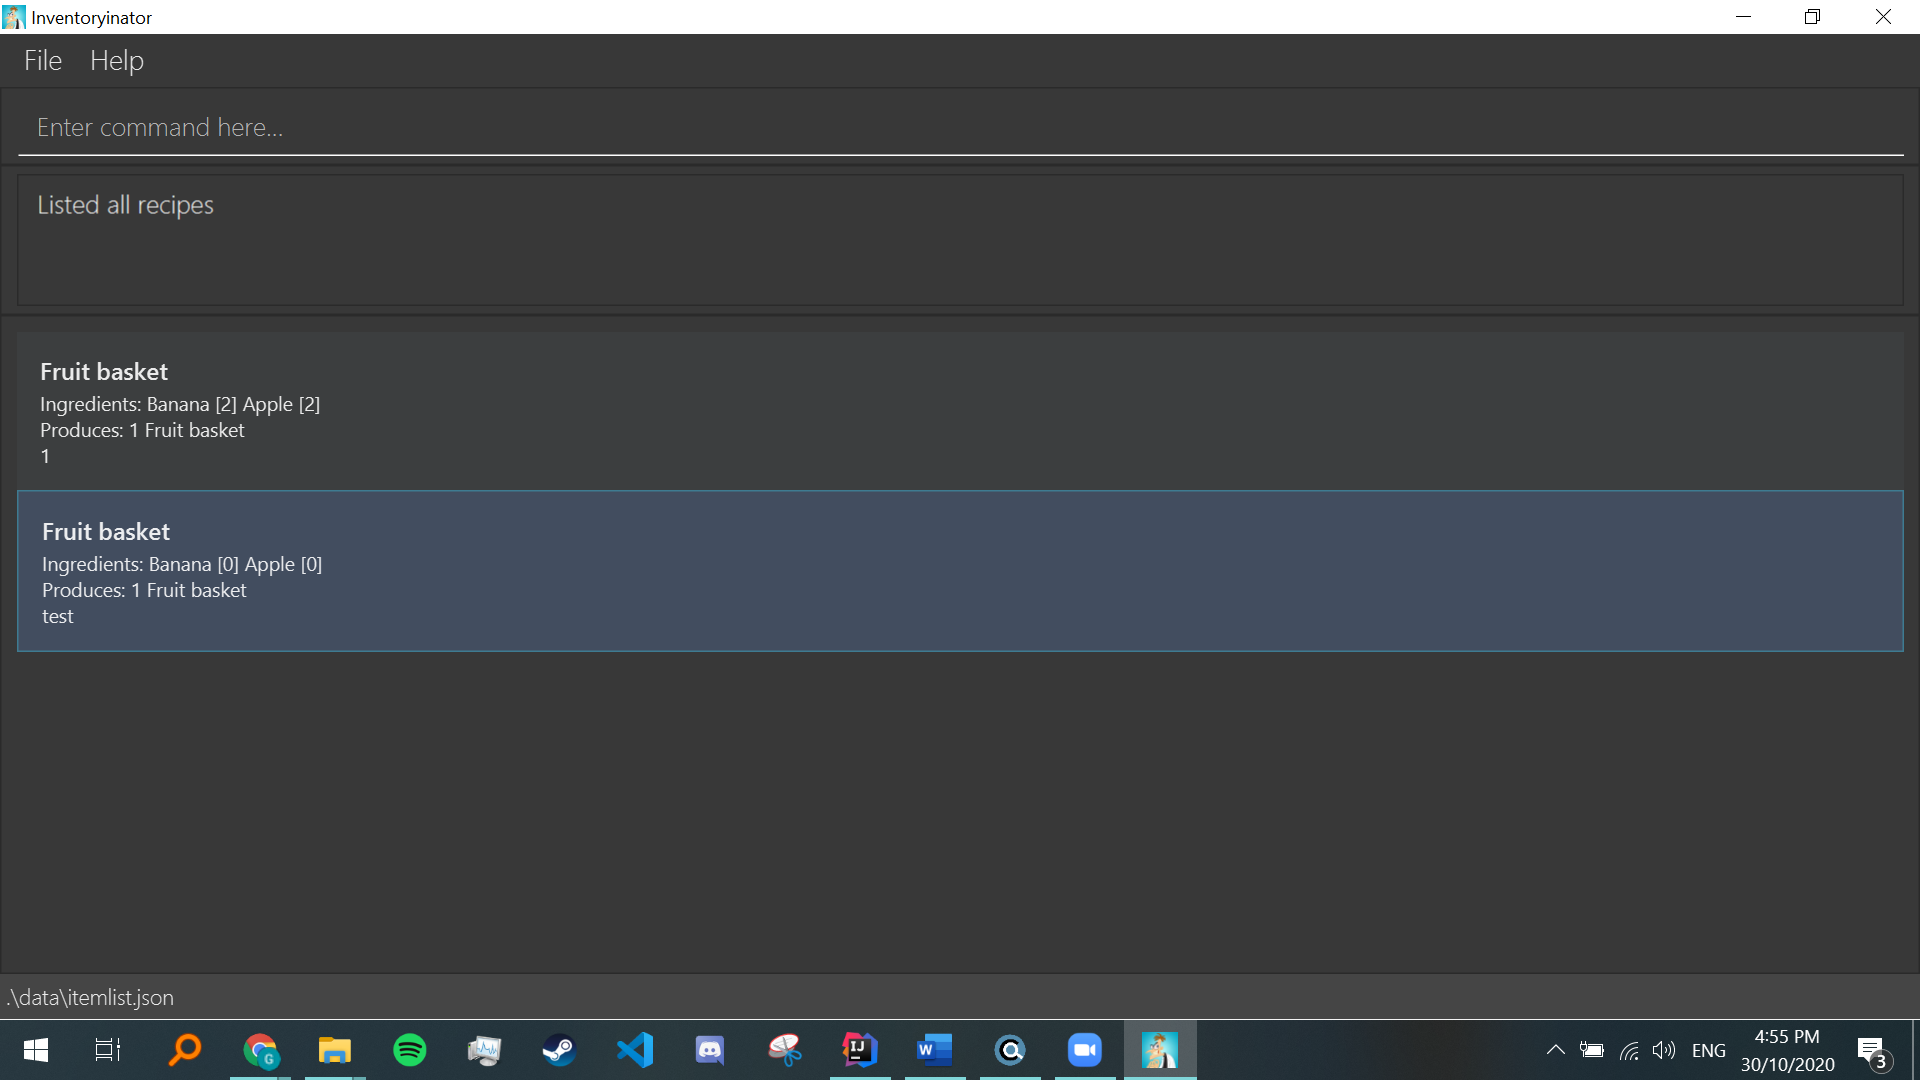 Inventoryinator
File Help
Enter command here...
Listed all recipes
Fruit basket
Ingredients: Banana [2] Apple [2]
Produces: 1 Fruit basket
1
Fruit basket
Ingredients: Banana [0] Apple [0]
Produces: 1 Fruit basket
test
.\data\itemlist.json
G
IJ
W
ENG
4:55 PM
30/10/2020
3